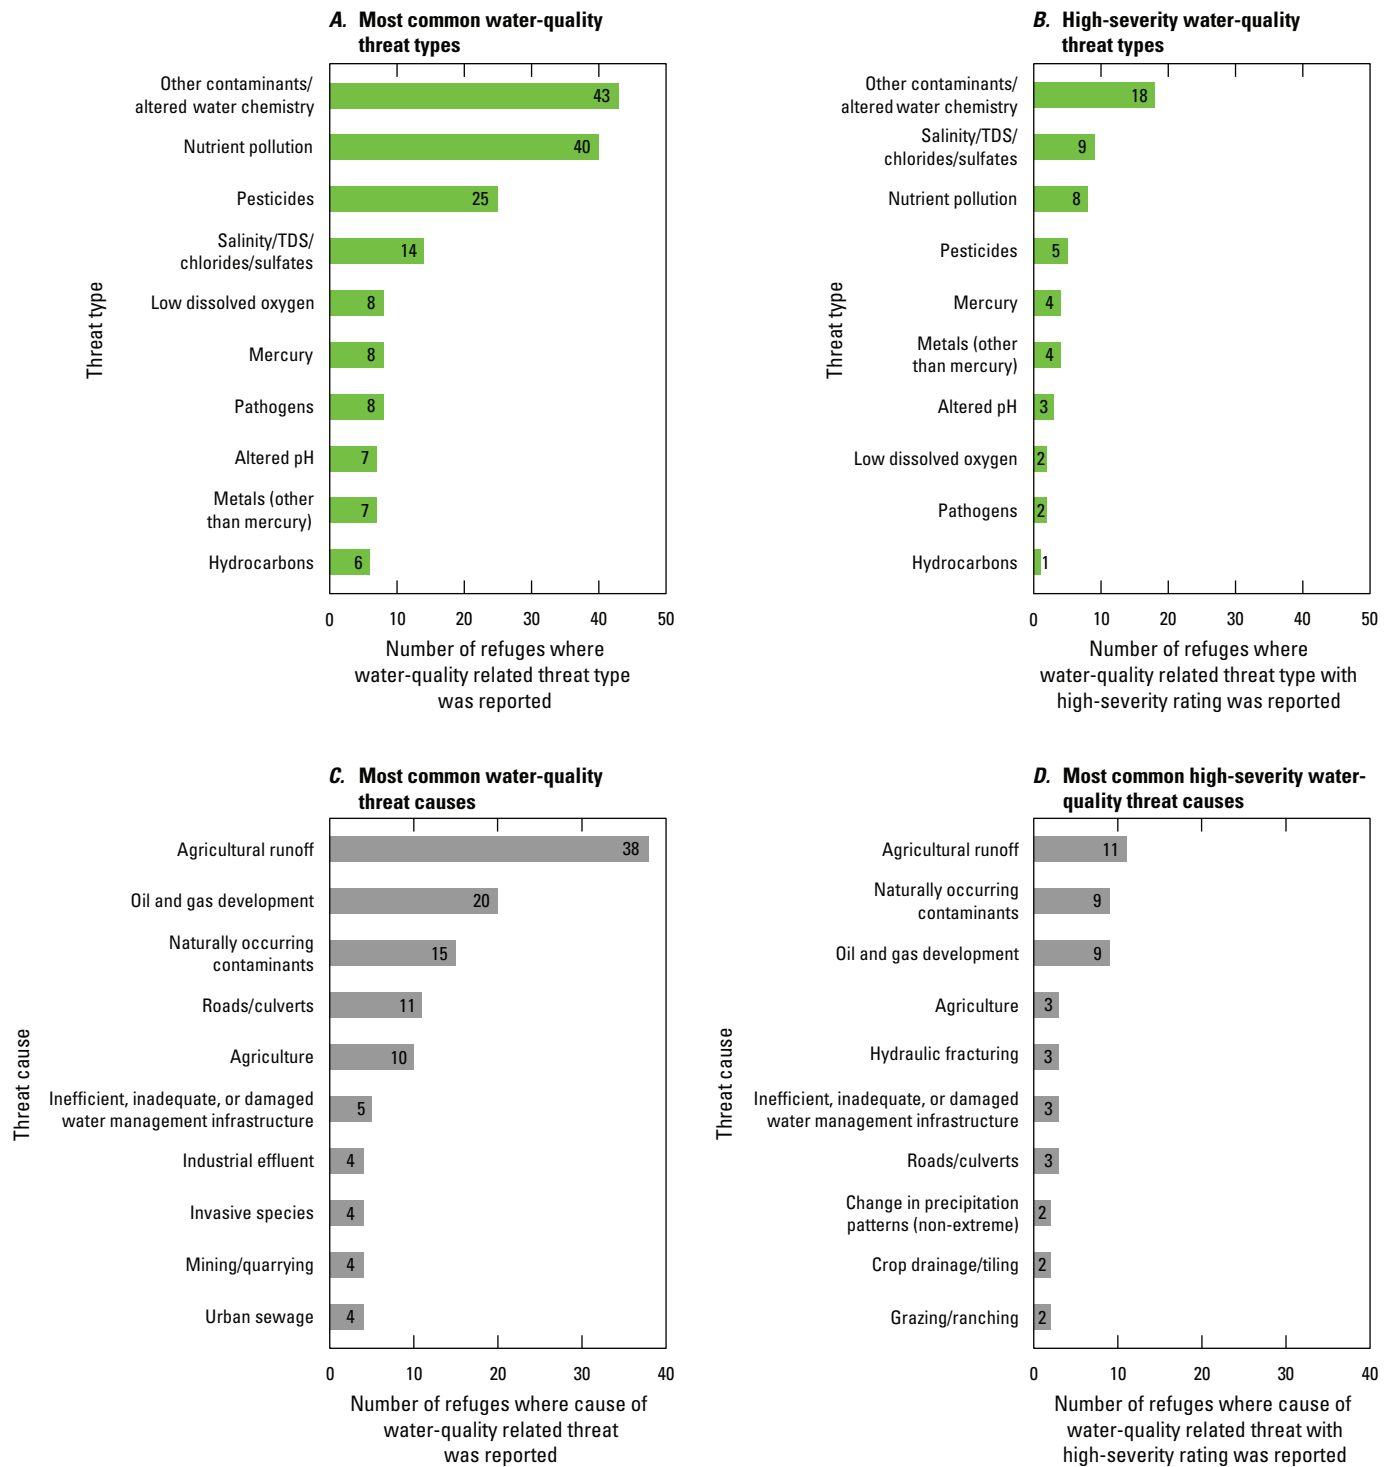 A. Most common water-quality
threat types
Threat type
Other contaminants/
altered water chemistry
43
Nutrient pollution
40
Pesticides
25
Salinity/TDS/
chlorides/sulfates
14
Low dissolved oxygen
8
Mercury
8
Pathogens
8
Altered pH
7
Metals (other
than mercury)
7
Hydrocarbons
6
0 10 20 30 40 50
Number of refuges where
water-quality related threat type
was reported
B. High-severity water-quality
threat types
Threat type
Other contaminants/
altered water chemistry
18
Salinity/TDS/
chlorides/sulfates
9
Nutrient pollution
8
Pesticides
5
Mercury
4
Metals (other
than mercury)
4
Altered pH
3
Low dissolved oxygen
2
Pathogens
2
Hydrocarbons
1
0 10 20 30 40 50
Number of refuges where
water-quality related threat type with
high-severity rating was reported
C. Most common water-quality
threat causes
Threat cause
Agricultural runoff
38
Oil and gas development
20
Naturally occurring
contaminants
15
Roads/culverts
11
Agriculture
10
Inefficient, inadequate, or damaged
water management infrastructure
5
Industrial effluent
4
Invasive species
4
Mining/quarrying
4
Urban sewage
4
0 10 20 30 40
Number of refuges where cause of
water-quality related threat
was reported
D. Most common high-severity water-
quality threat causes
Threat cause
Agricultural runoff
11
Naturally occurring
contaminants
9
Oil and gas development
9
Agriculture
3
Hydraulic fracturing
3
Inefficient, inadequate, or damaged
water management infrastructure
3
Roads/culverts
3
Change in precipitation
patterns (non-extreme)
2
Crop drainage/tiling
2
Grazing/ranching
2
0 10 20 30 40
Number of refuges where cause of
water-quality related threat with
high-severity rating was reported